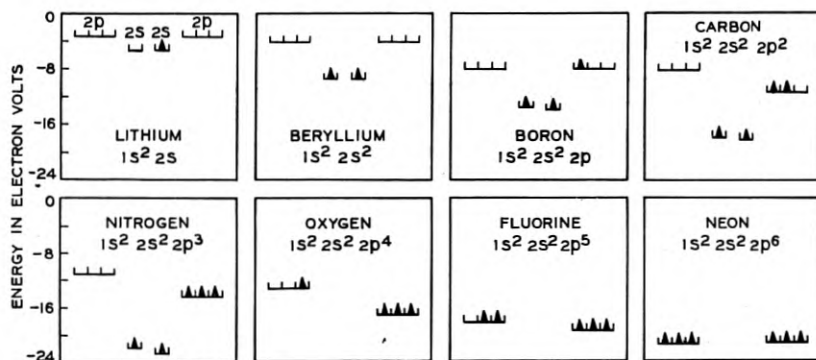 ENERGY IN ELECTRON VOLTS
0
-8
-16
-24
2p 2s 2s 2p
LITHIUM
1s² 2s
BERYLLIUM
1s² 2s²
BORON
1s² 2s² 2p
CARBON
1s² 2s² 2p²
0
-8
-16
-24
NITROGEN
1s² 2s² 2p³
OXYGEN
1s² 2s² 2p⁴
FLUORINE
1s² 2s² 2p⁵
NEON
1s² 2s² 2p⁶